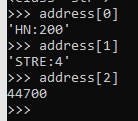 >>> address[0]
'HN:200'
>>> address[1]
'STRE:4'
>>> address[2]
44700
>>>